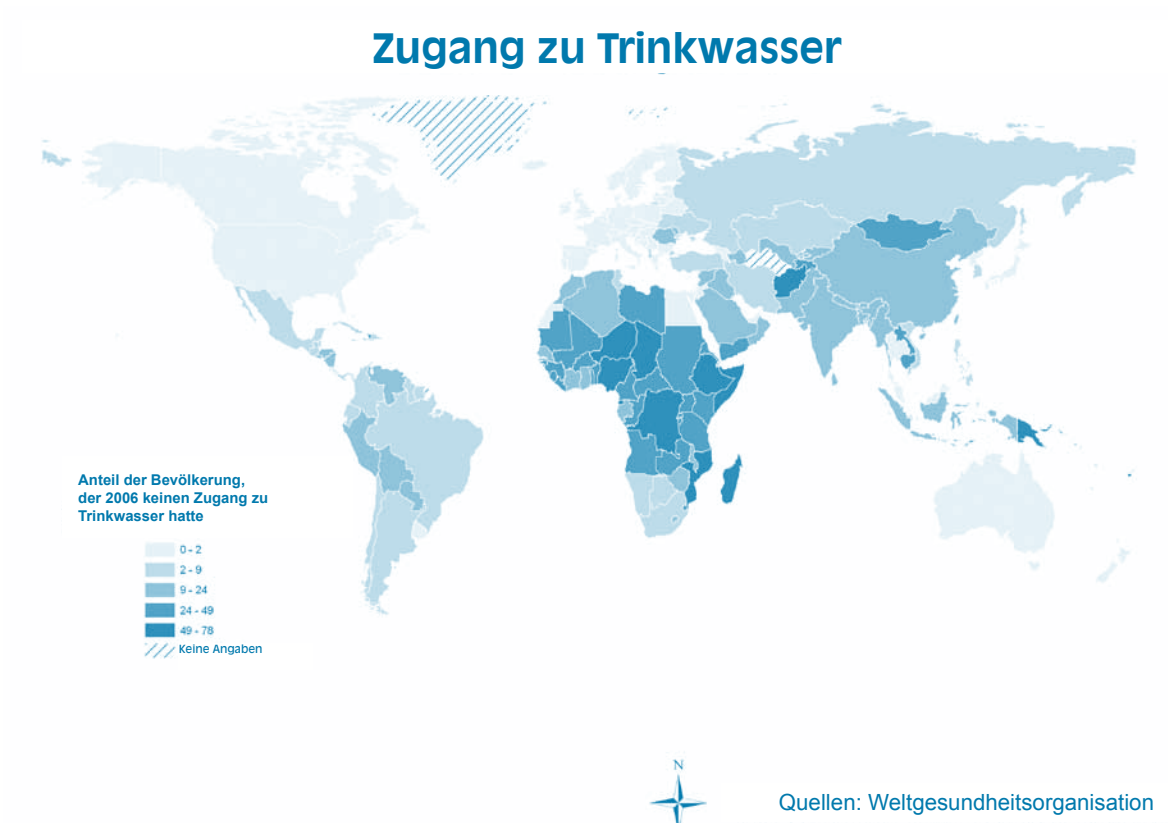 Zugang zu Trinkwasser
Anteil der Bevölkerung,
der 2006 keinen Zugang zu
Trinkwasser hatte
0 - 2
2 - 9
9 - 24
24 - 49
49 - 78
Keine Angaben
N
Quellen: Weltgesundheitsorganisation